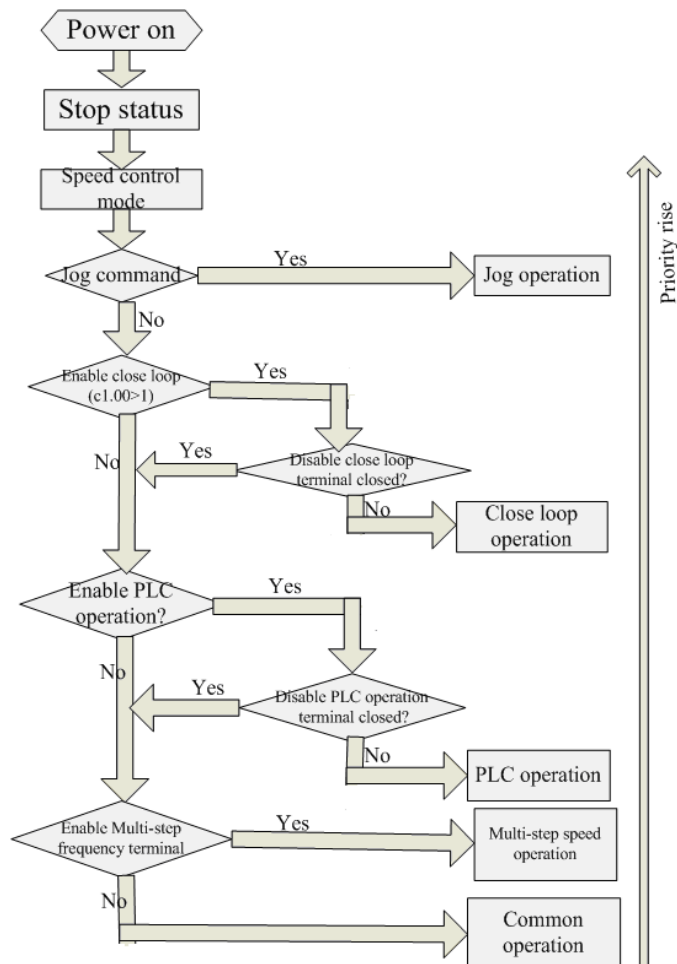 Power on
Stop status
Speed control
mode
Priority rise
Jog command
Yes
Jog operation
No
Enable close loop
(c1.00>1)
Yes
No
Yes
Disable close loop
terminal closed?
No
Close loop
operation
Enable PLC
operation?
Yes
No
Yes
Disable PLC operation
terminal closed?
No
PLC operation
Enable Multi-step
frequency terminal
Yes
Multi-step speed
operation
No
Common
operation